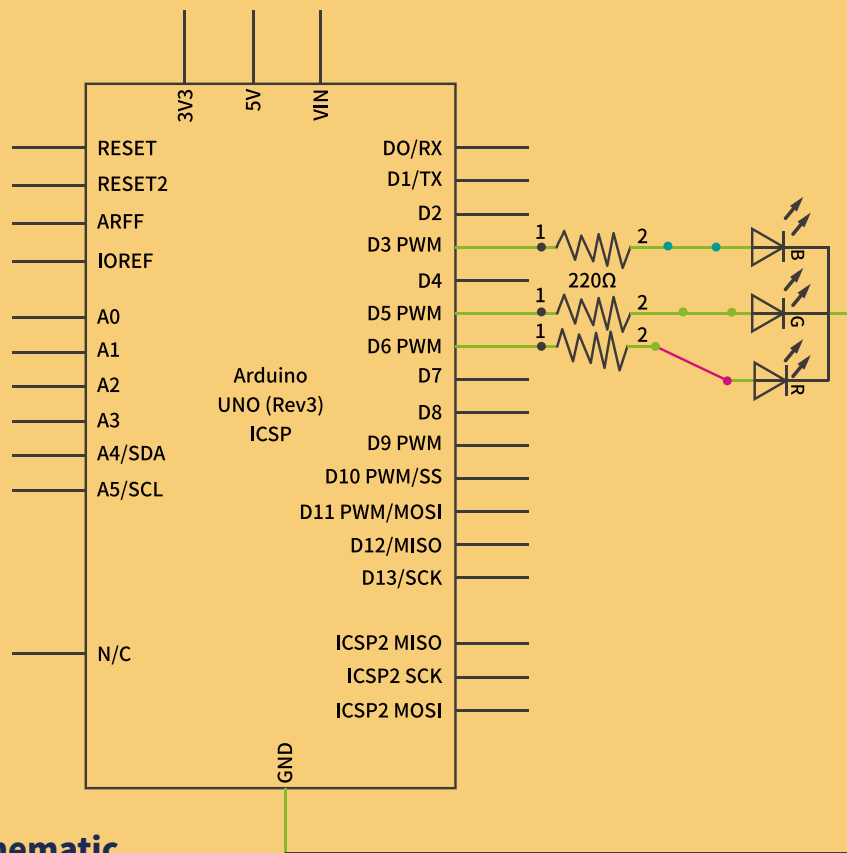 3V3
5V
VIN
RESET
RESET2
ARFF
IOREF
A0
A1
A2
A3
A4/SDA
A5/SCL
N/C
Arduino
UNO (Rev3)
ICSP
DO/RX
D1/TX
D2
D3 PWM
D4
D5 PWM
D6 PWM
D7
D8
D9 PWM
D10 PWM/SS
D11 PWM/MOSI
D12/MISO
D13/SCK
ICSP2 MISO
ICSP2 SCK
ICSP2 MOSI
GND
1 2 B
220Ω
1 2 G
1 2
R
nematic